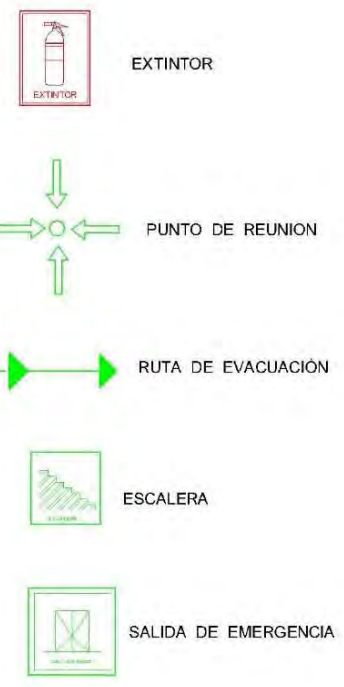 EXTINTOR
EXTINTOR
PUNTO DE REUNION
RUTA DE EVACUACIÓN
ESCALERA
SALIDA DE EMERGENCIA